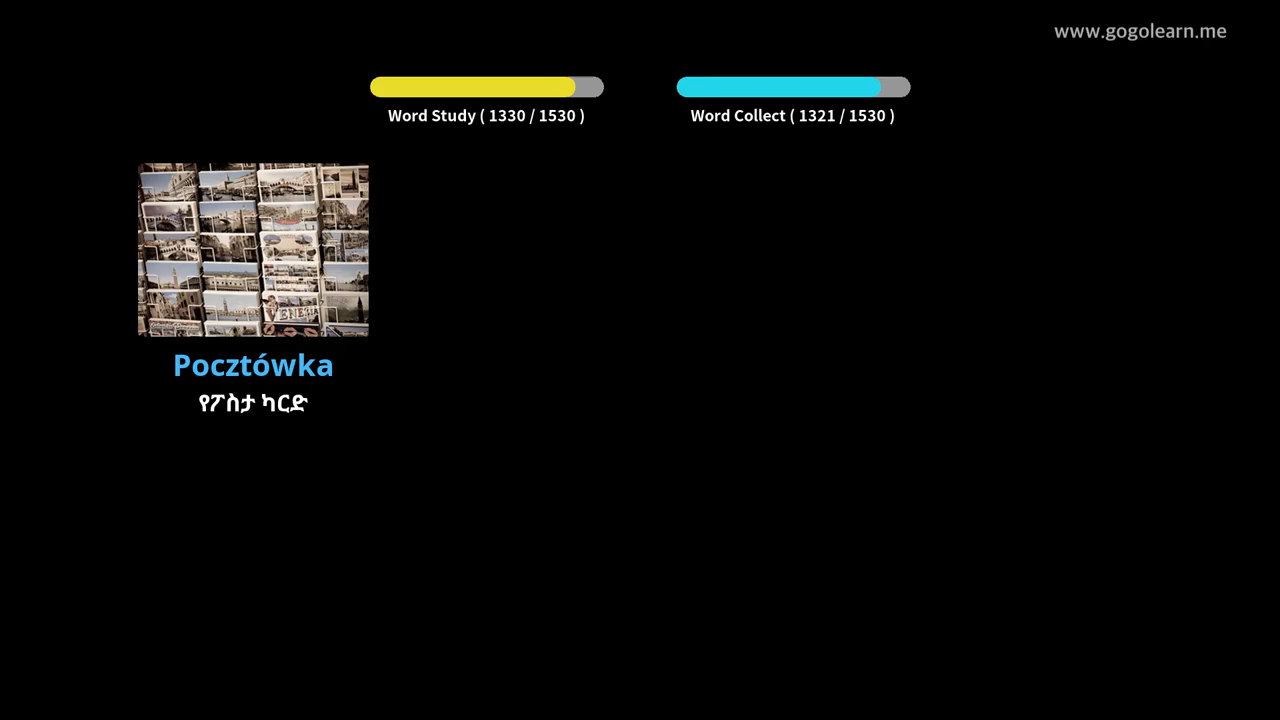 www.gogolearn.me
Word Study ( 1330 / 1530 )
Word Collect ( 1321 / 1530 )
Pocztówka
የፖስታ ካርድ